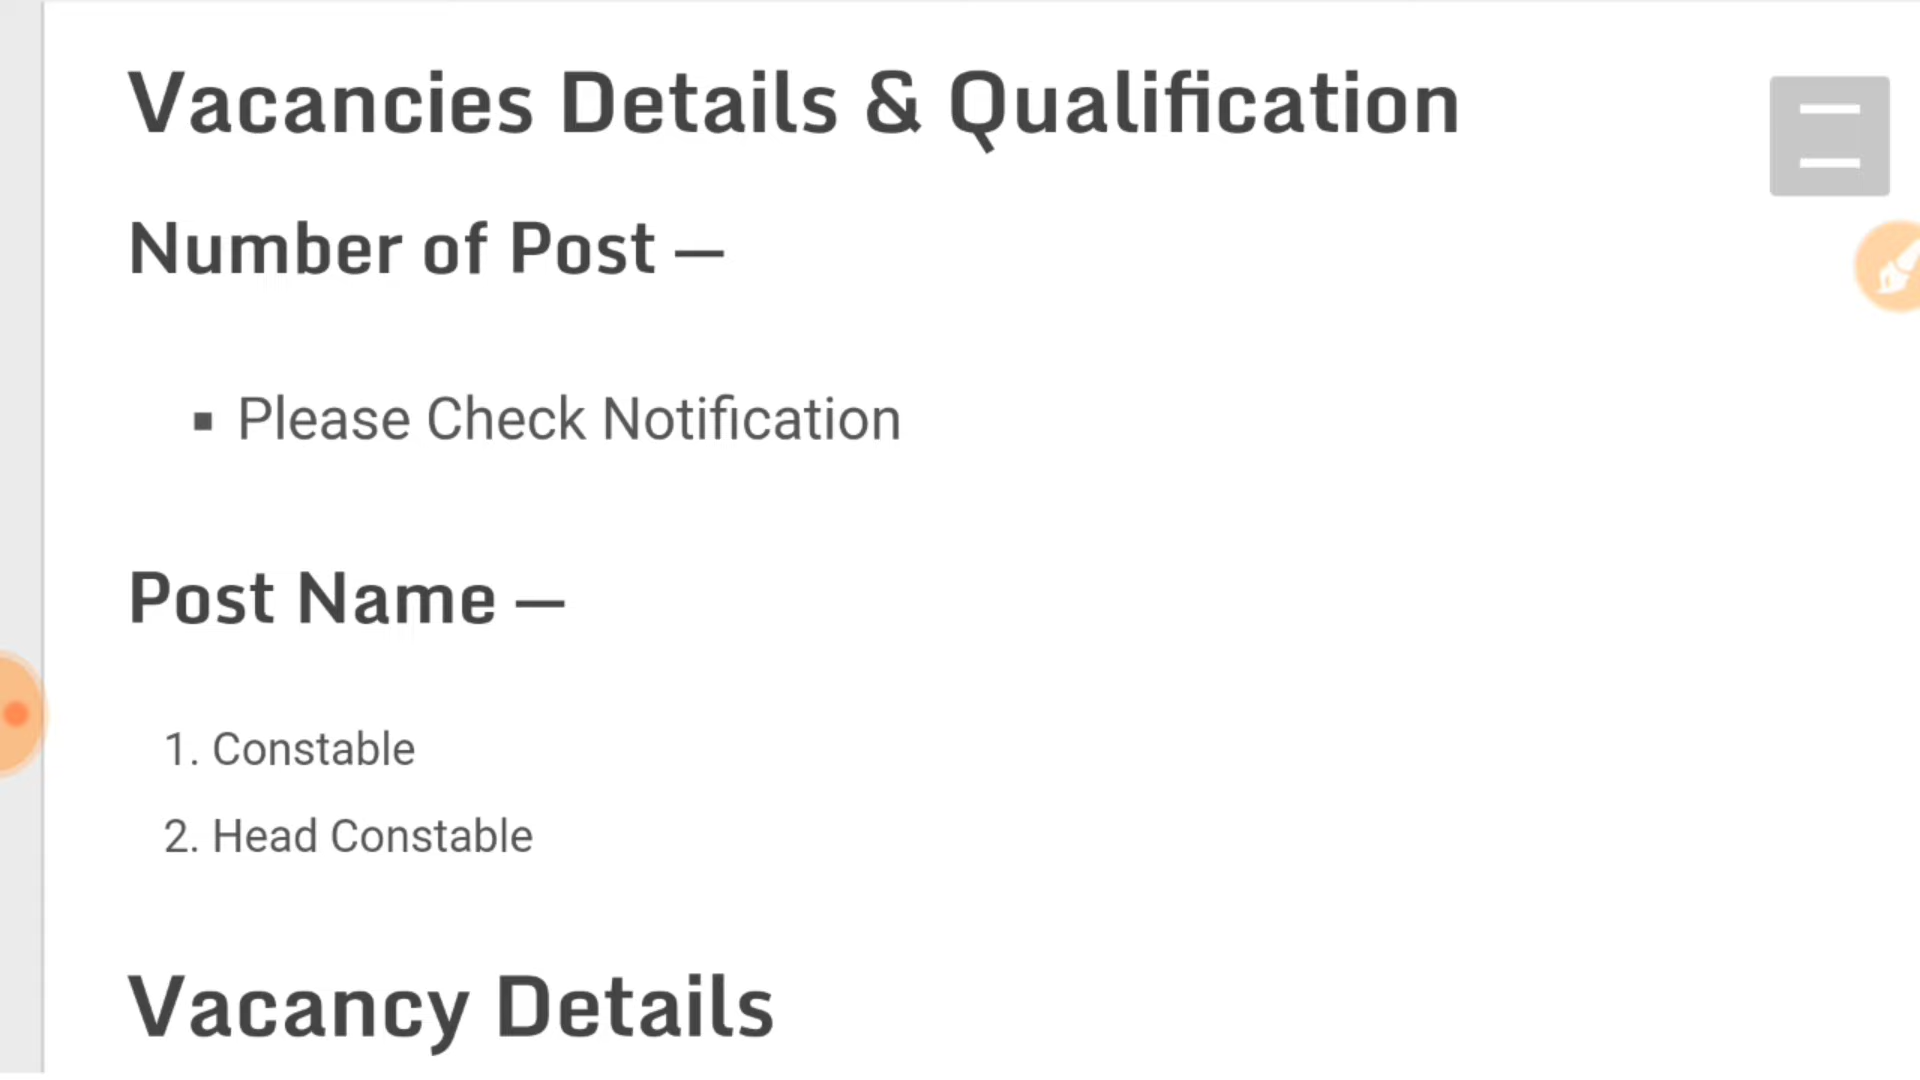 Vacancies Details & Qualification
Number of Post —
▪ Please Check Notification
Post Name —
1. Constable
2. Head Constable
Vacancy Details